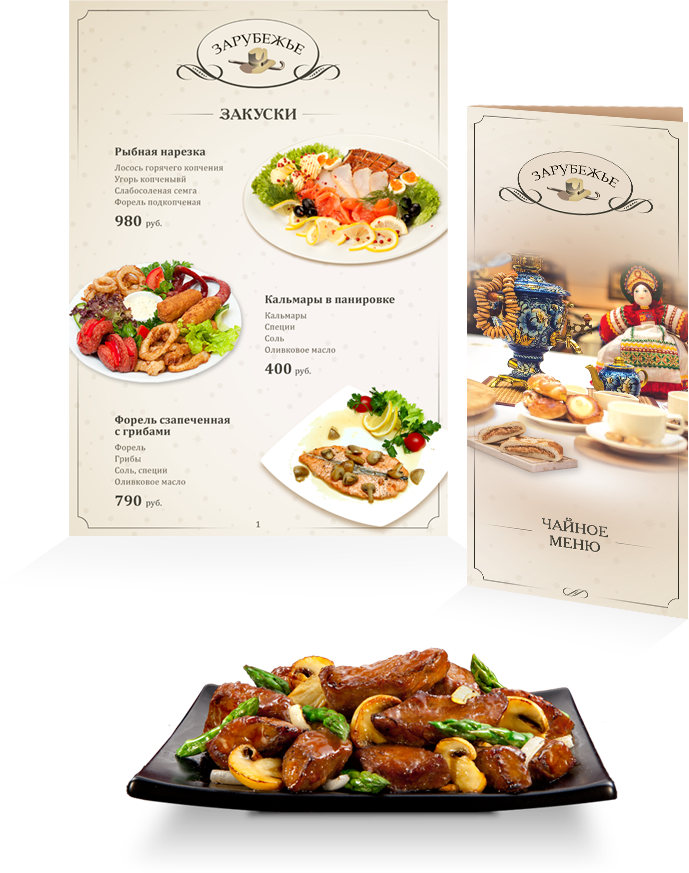 ЗАРУБЕЖЬЕ
ЗАКУСКИ
Рыбная нарезка
Лосось горячего копчения
Угорь копченывй
Слабосоленая семга
Форель подкопченая
980 руб.
Кальмары в панировке
Кальмары
Специи
Соль
Оливковое масло
400 руб.
Форель сзапеченная
с грибами
Форель
Грибы
Соль, специи
Оливковое масло
790 руб.
1
ЗАРУБЕЖЬЕ
ЧАЙНОЕ
МЕНЮ